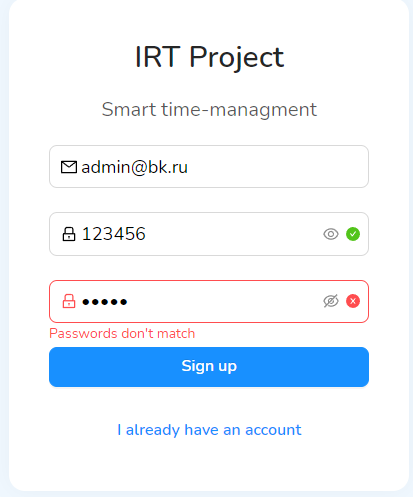 IRT Project
Smart time-managment
admin@bk.ru
123456
•••••
Passwords don't match
Sign up
I already have an account